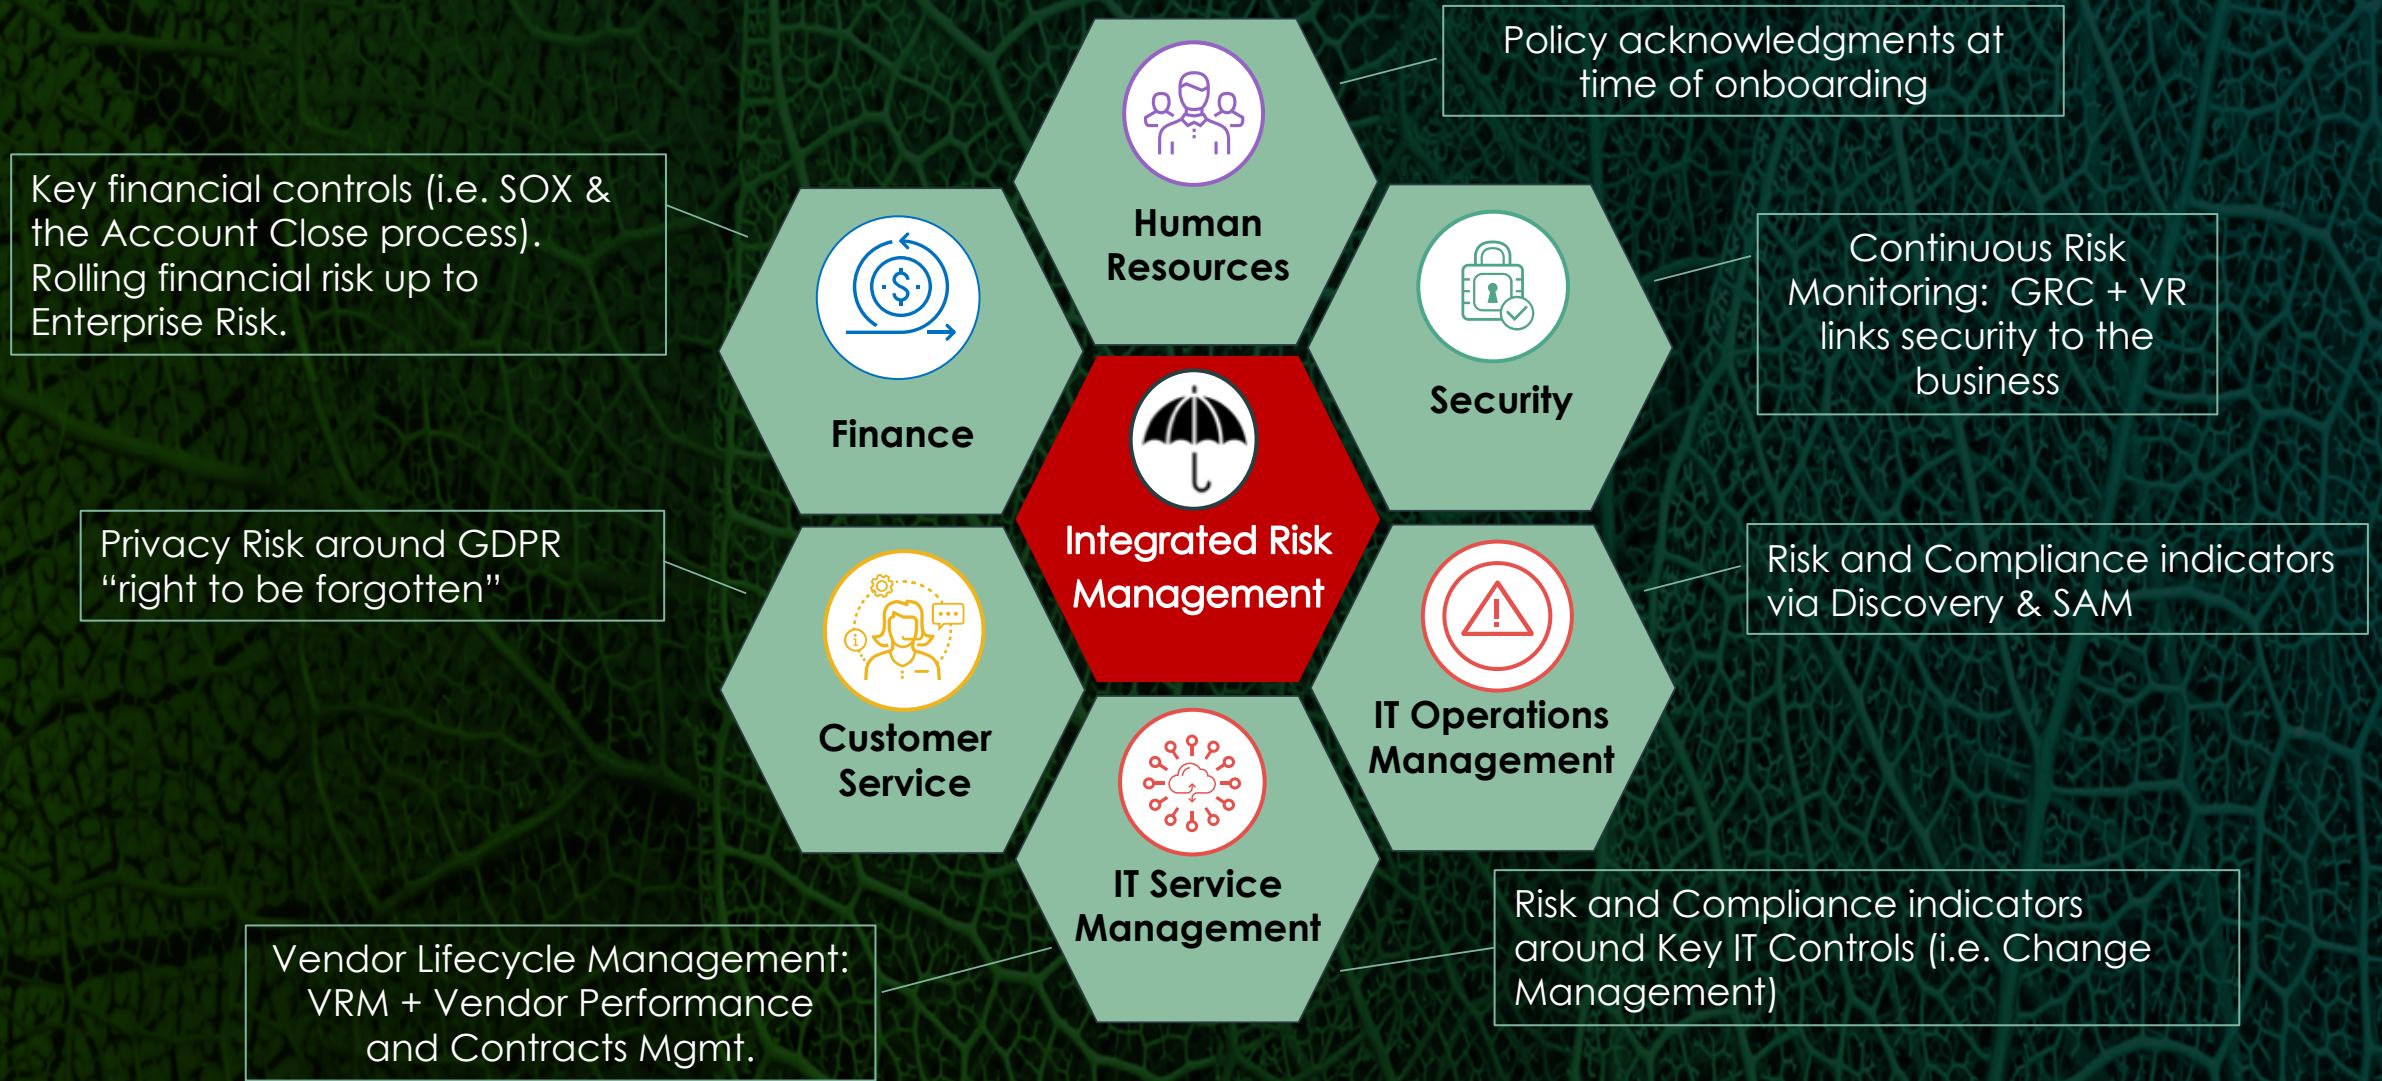 Policy acknowledgments at
time of onboarding
Human
Resources
Key financial controls (i.e. SOX &
the Account Close process).
Rolling financial risk up to
Enterprise Risk.
Finance
Continuous Risk
Monitoring:  GRC + VR
links security to the
business
Security
Integrated Risk
Management
Privacy Risk around GDPR
“right to be forgotten”
Customer
Service
Risk and Compliance indicators
via Discovery & SAM
IT Operations
Management
IT Service
Management
Vendor Lifecycle Management:
VRM + Vendor Performance
and Contracts Mgmt.
Risk and Compliance indicators
around Key IT Controls (i.e. Change
Management)